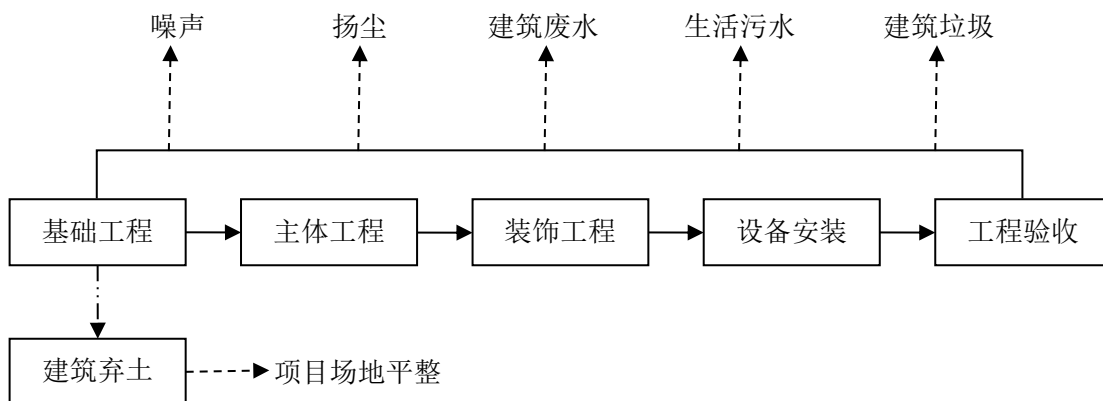 噪声 扬尘 建筑废水 生活污水 建筑垃圾
基础工程 主体工程 装饰工程 设备安装 工程验收
建筑弃土 项目场地平整